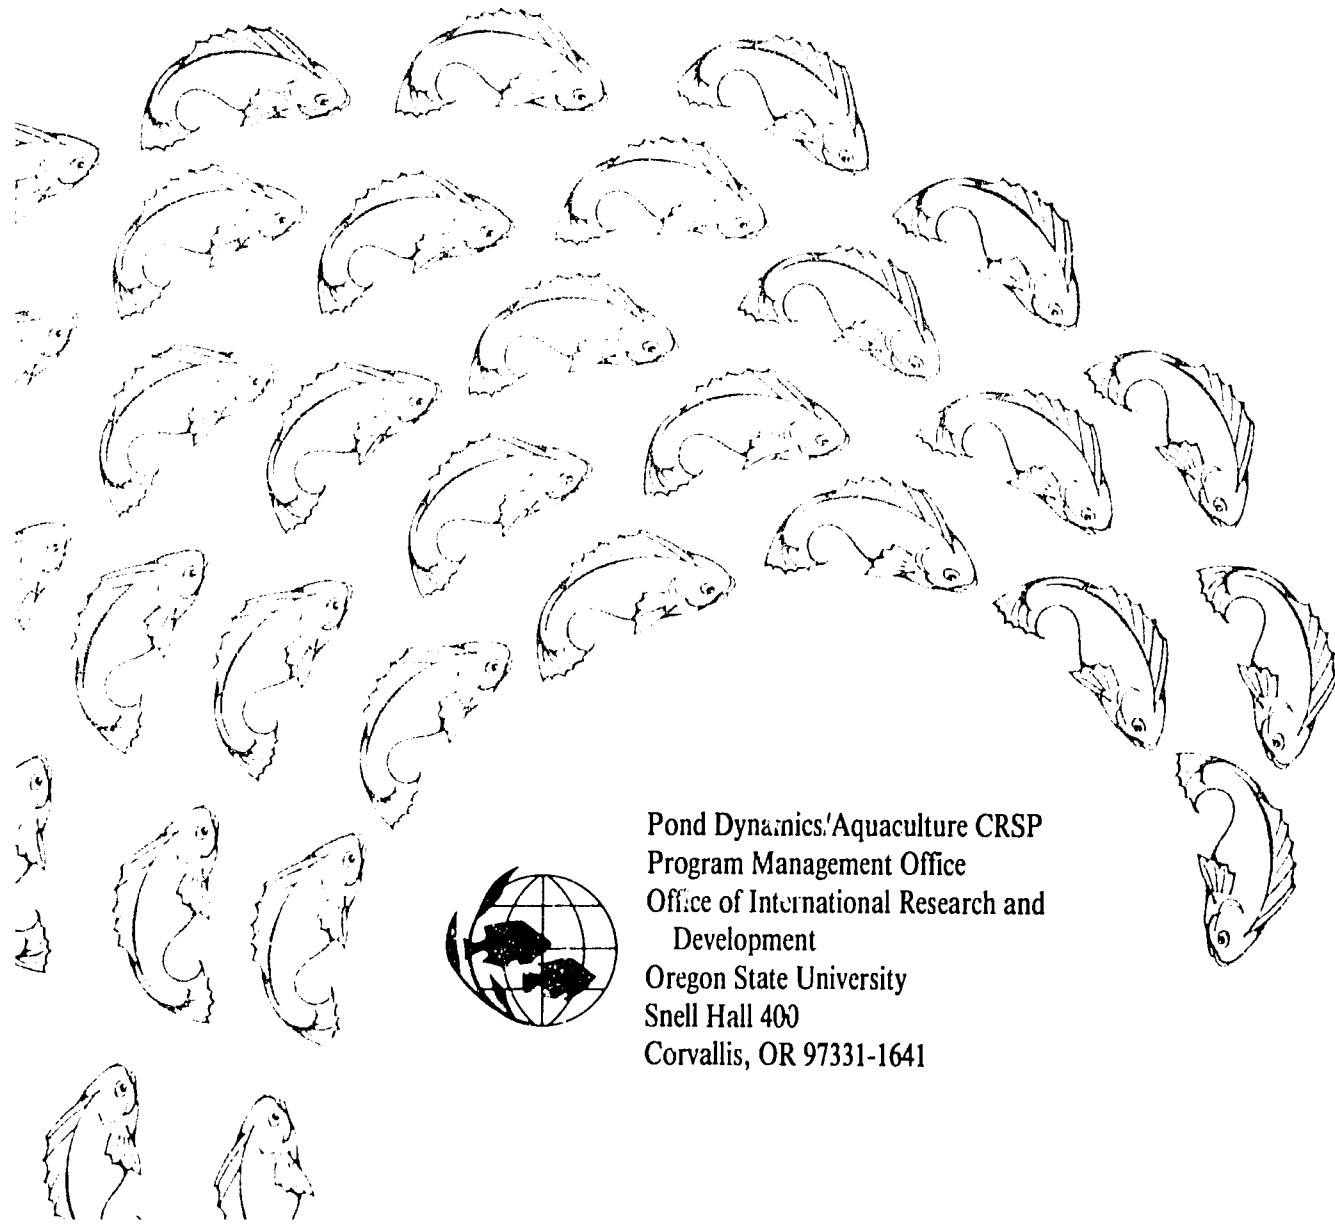 Pond Dynamics/Aquaculture CRSP
Program Management Office
Office of International Research and
Development
Oregon State University
Snell Hall 400
Corvallis, OR 97331-1641